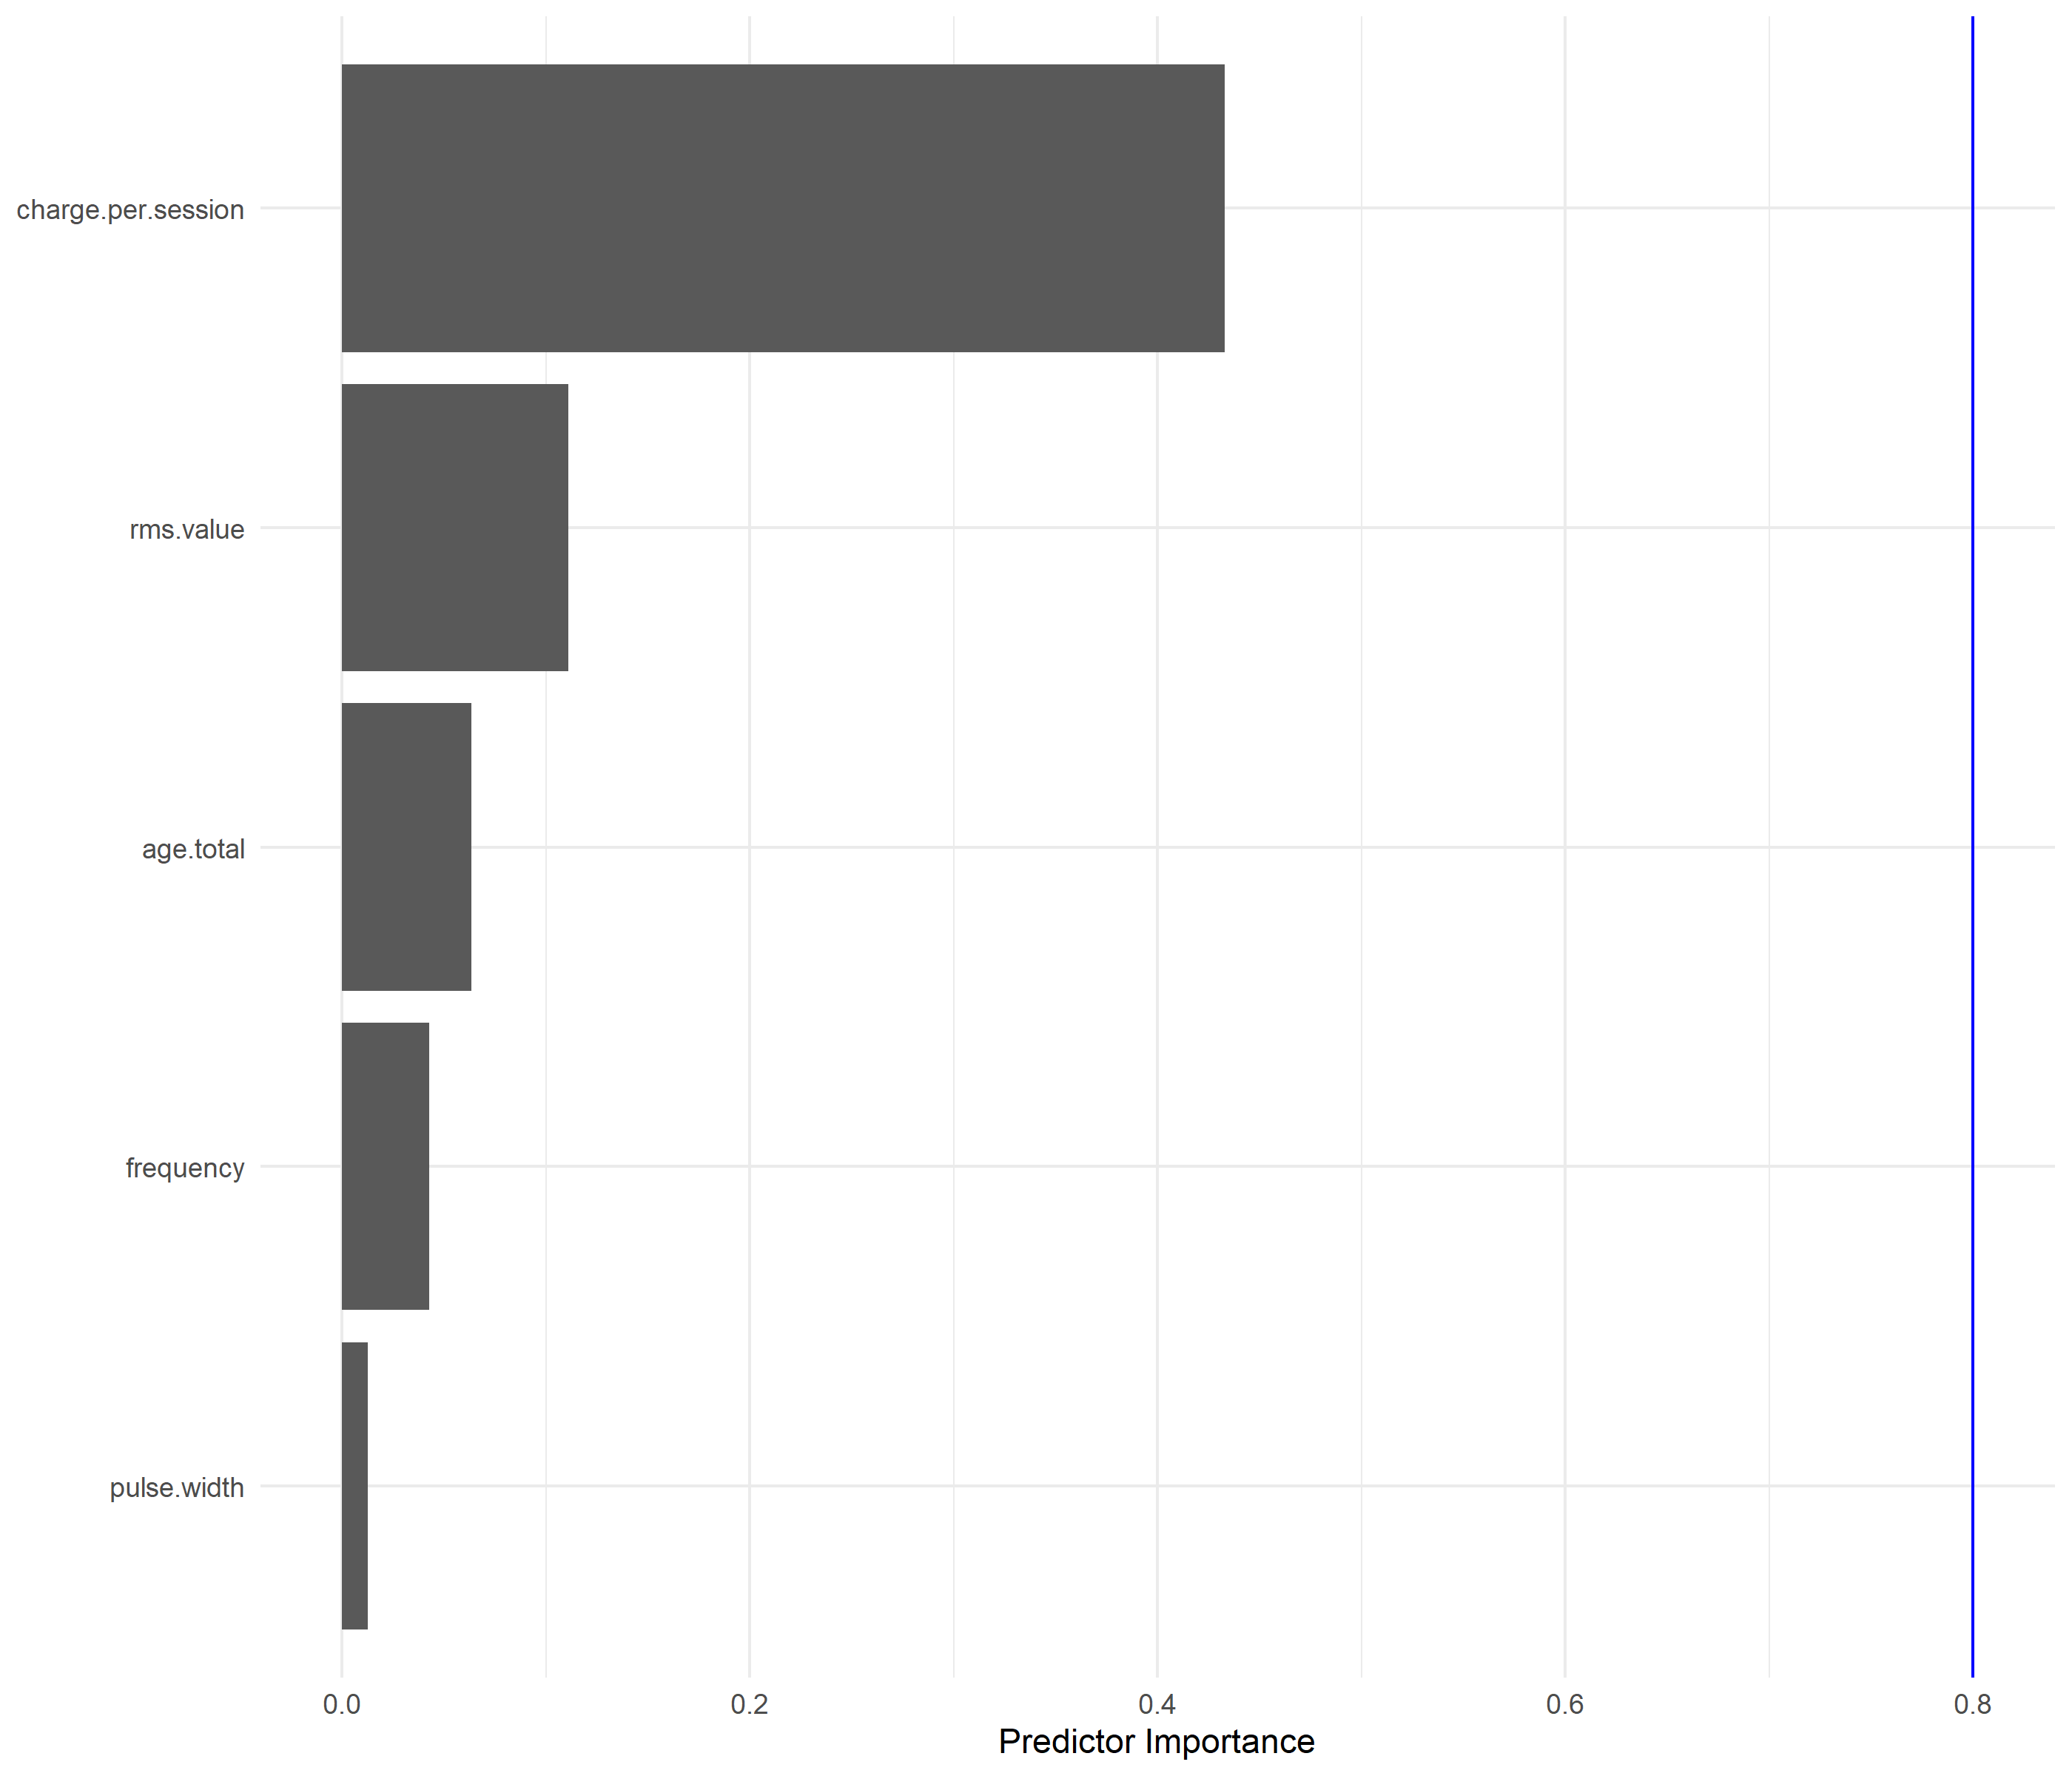 charge.per.session
rms.value
age.total
frequency
pulse.width
0.0 0.2 0.4 0.6 0.8
Predictor Importance